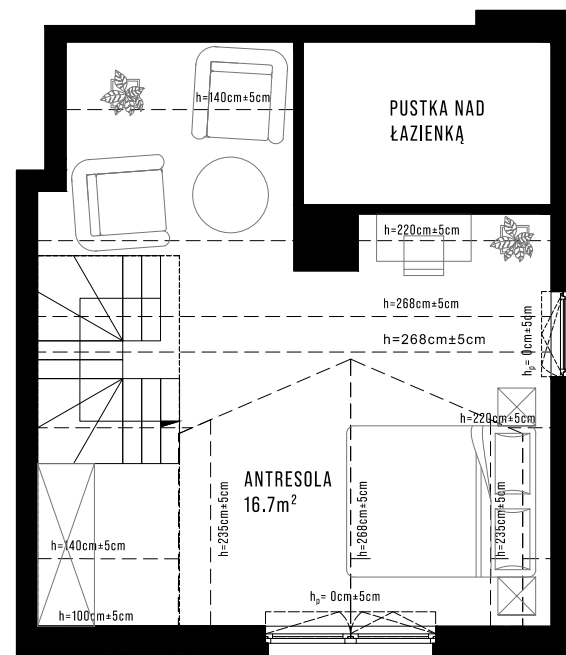 h=140cm±5cm
PUSTKA NAD
ŁAZIENKĄ
h=220cm±5cm
h=268cm±5cm
h=268cm±5cm
hp= 0cm±5cm
h=220cm±5cm
ANTRESOLA
16.7m²
h=235cm±5cm
h=268cm±5cm
h=235cm±5cm
h=140cm±5cm
hp= 0cm±5cm
h=100cm±5cm